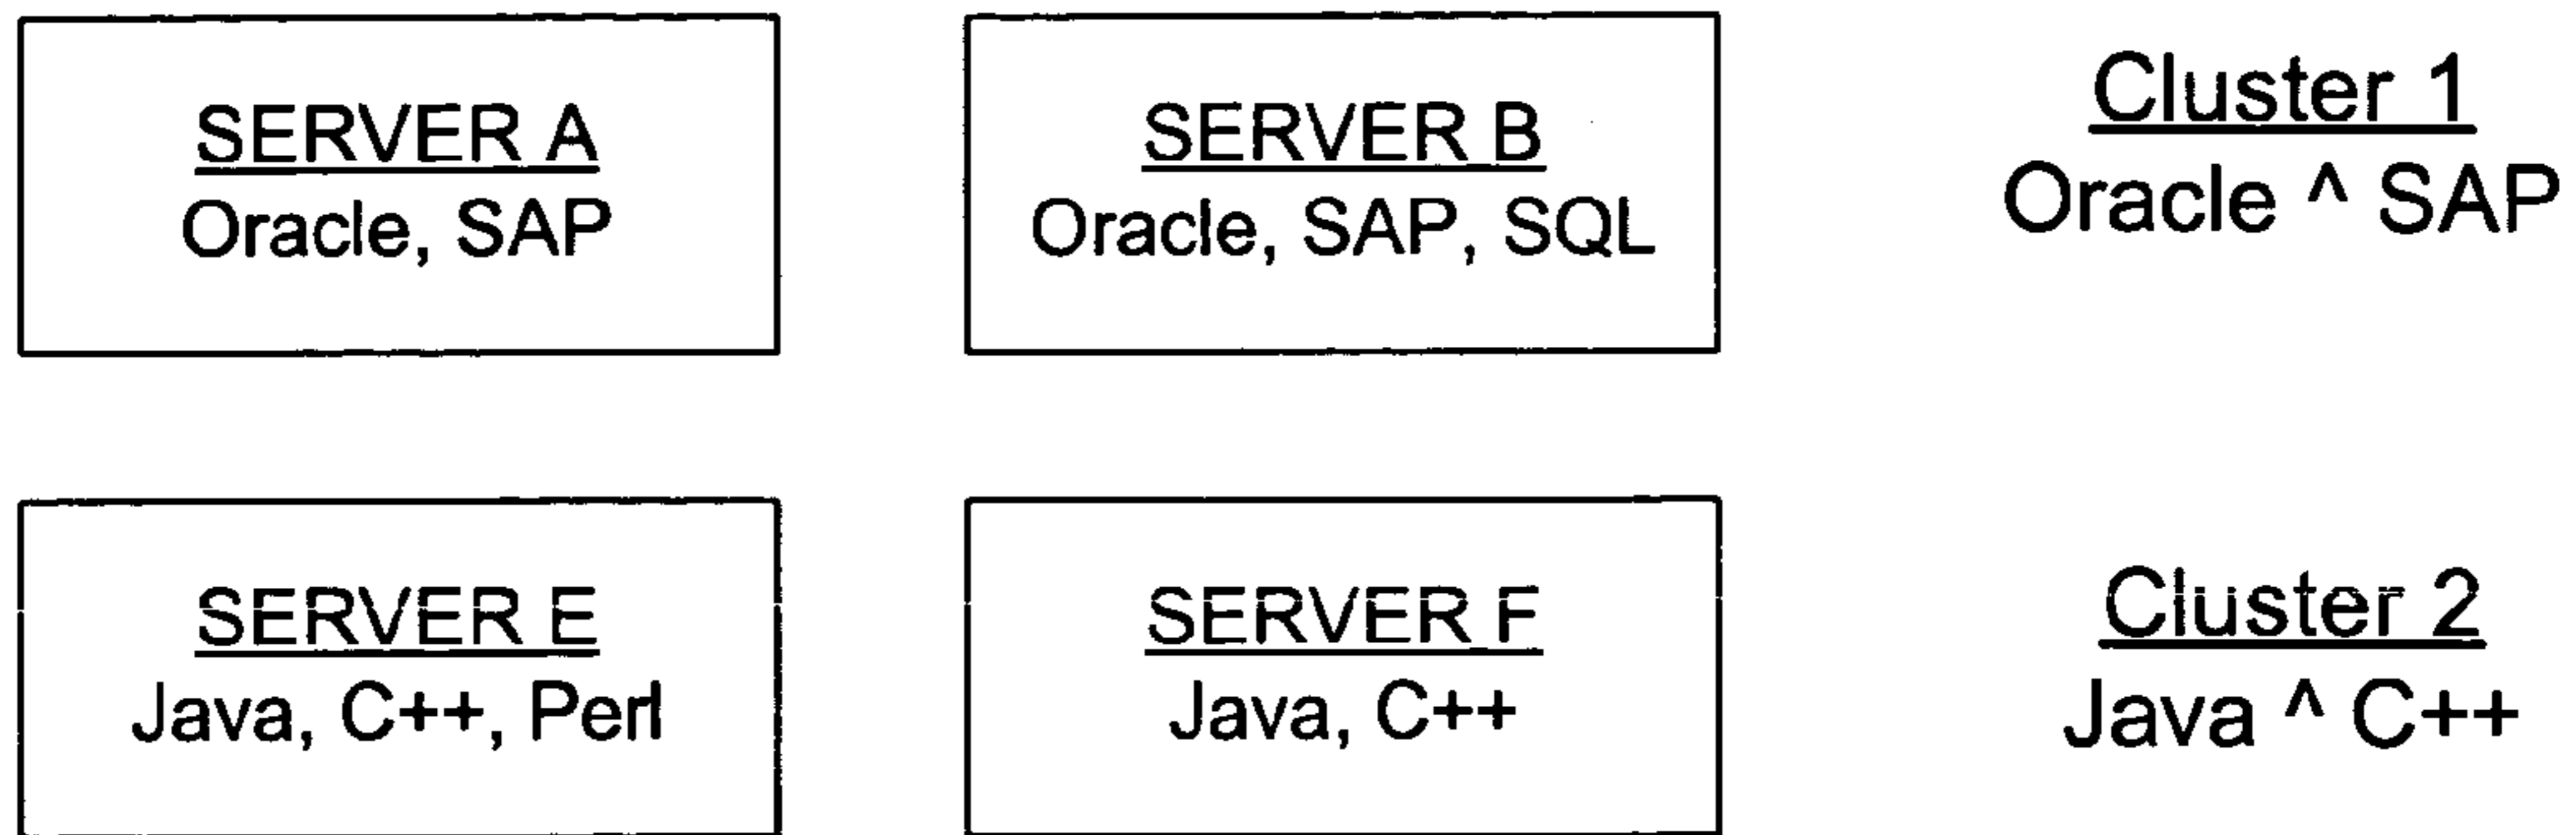 SERVER A
Oracle, SAP
SERVER B
Oracle, SAP, SQL
Cluster 1
Oracle ^ SAP
SERVER E
Java, C++, Perl
SERVER F
Java, C++
Cluster 2
Java ^ C++